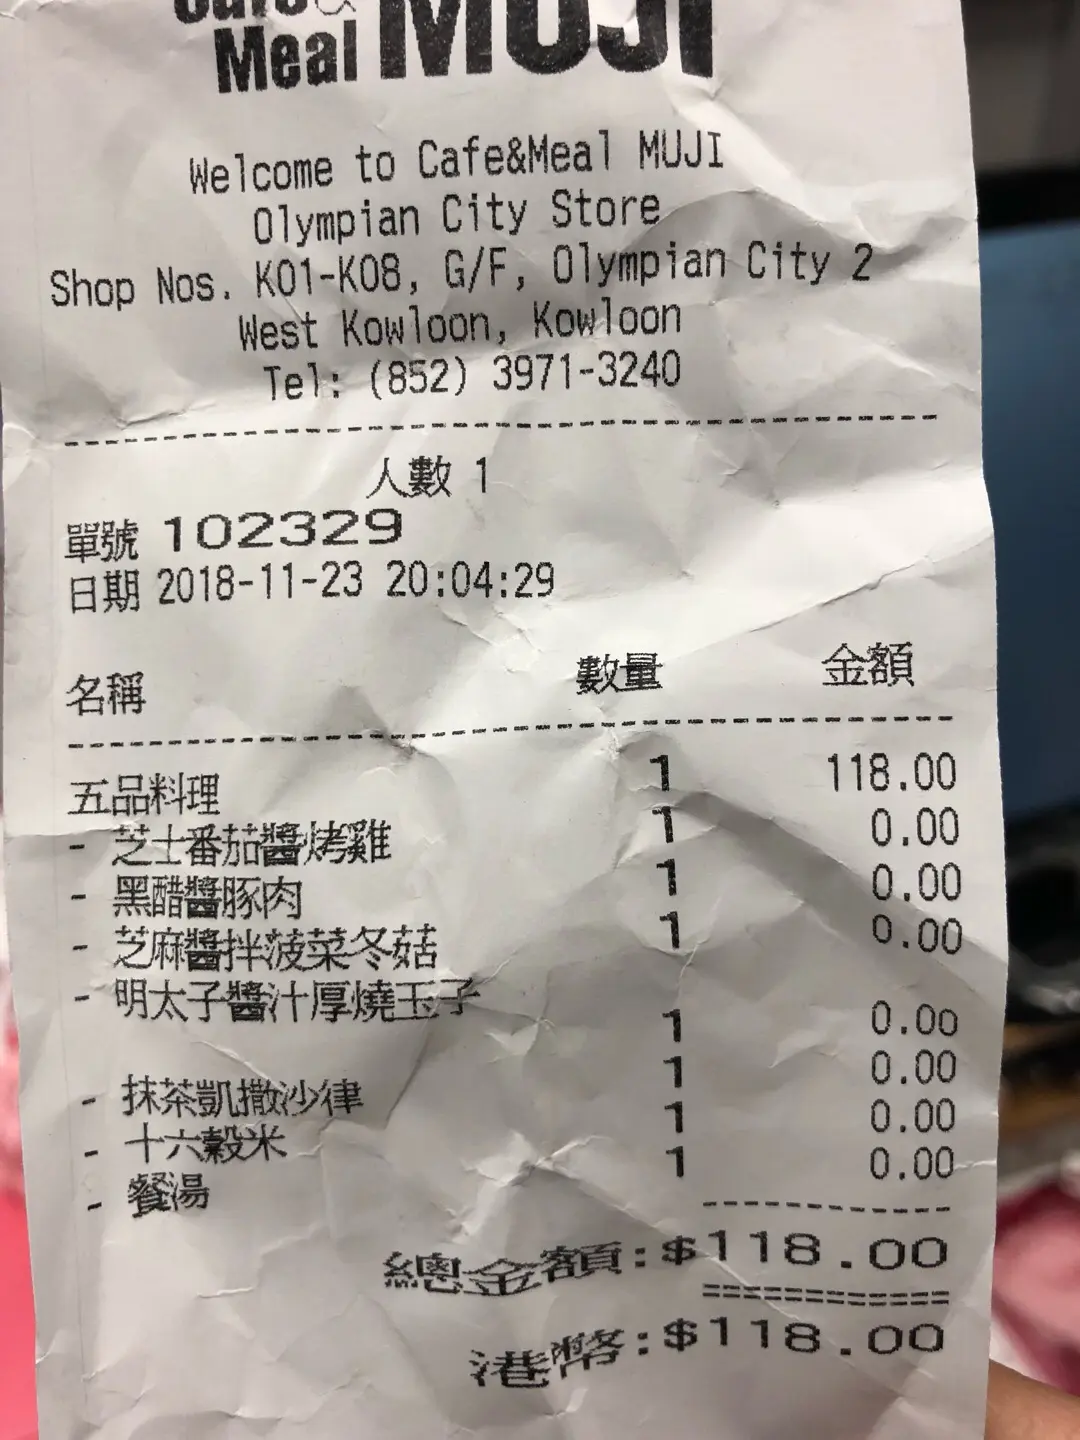 Cafe&
Meal MUJI
Welcome to Cafe&Meal MUJI
Olympian City Store
Shop Nos. K01-K08, G/F, Olympian City 2
West Kowloon, Kowloon
Tel: (852) 3971-3240
人數 1
單號 102329
日期 2018-11-23 20:04:29
名稱 數量 金額
五品料理 1 118.00
- 芝士番茄醬烤雞 1 0.00
- 黑醋醬豚肉 1 0.00
- 芝麻醬拌菠菜冬菇 1 0.00
- 明太子醬汁厚燒玉子
1 0.00
- 抹茶凱撒沙律 1 0.00
- 十六穀米 1 0.00
- 餐湯 1 0.00
總金額:$118.00
港幣:$118.00